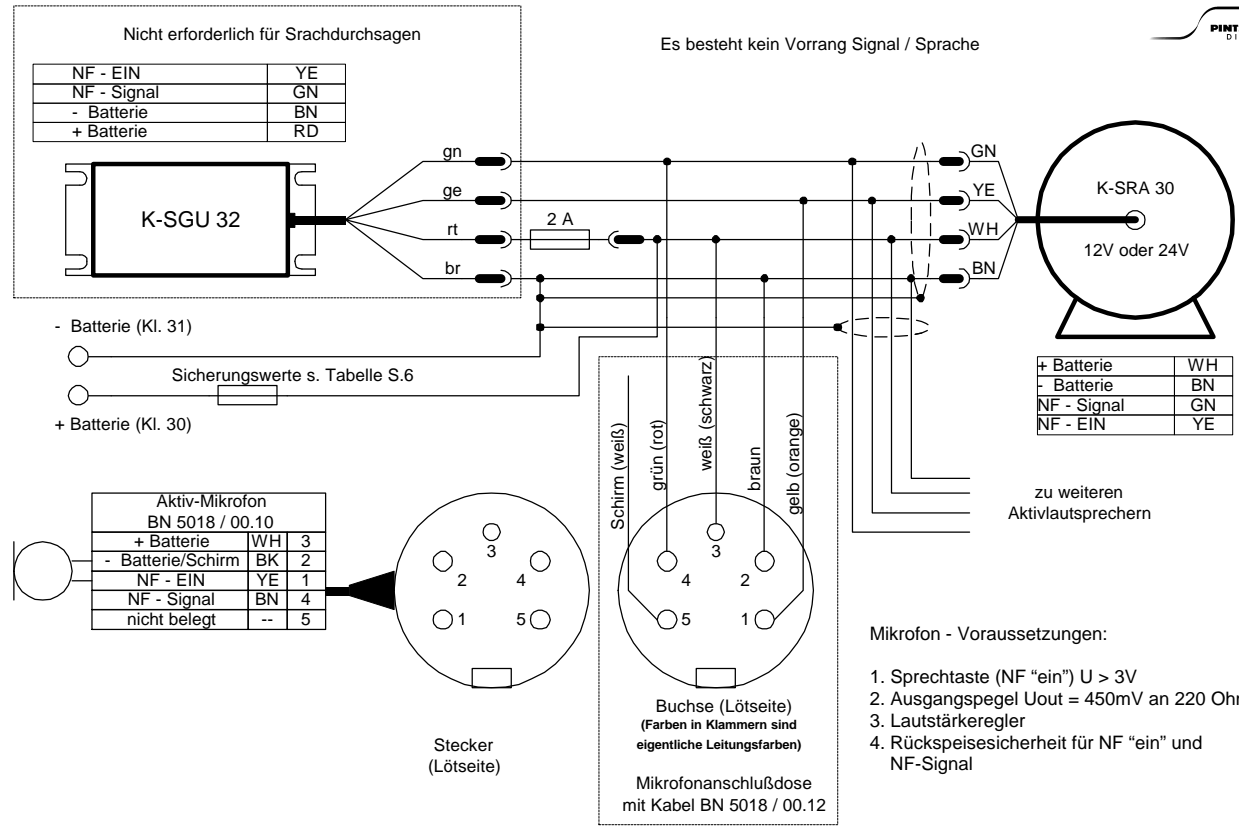 Nicht erforderlich für Srachdurchsagen
Es besteht kein Vorrang Signal / Sprache
NF - EIN YE
NF - Signal GN
- Batterie BN
+ Batterie RD
K-SGU 32
gn
ge
rt
br
2 A
GN
YE
WH
BN
K-SRA 30
12V oder 24V
- Batterie (Kl. 31)
Sicherungswerte s. Tabelle S.6
+ Batterie (Kl. 30)
+ Batterie WH
- Batterie BN
NF - Signal GN
NF - EIN YE
zu weiteren
Aktivlautsprechern
Schirm (weiß)
grün (rot)
weiß (schwarz)
braun
gelb (orange)
Aktiv-Mikrofon
BN 5018 / 00.10
+ Batterie WH 3
- Batterie/Schirm BK 2
NF - EIN YE 1
NF - Signal BN 4
nicht belegt -- 5
3
2 4
1 5
Stecker
(Lötseite)
3
4 2
5 1
Buchse (Lötseite)
(Farben in Klammern sind
eigentliche Leitungsfarben)
Mikrofonanschlußdose
mit Kabel BN 5018 / 00.12
Mikrofon - Voraussetzungen:
1. Sprechtaste (NF “ein”) U > 3V
2. Ausgangspegel Uout = 450mV an 220 Ohm
3. Lautstärkeregler
4. Rückspeisesicherheit für NF “ein” und
NF-Signal